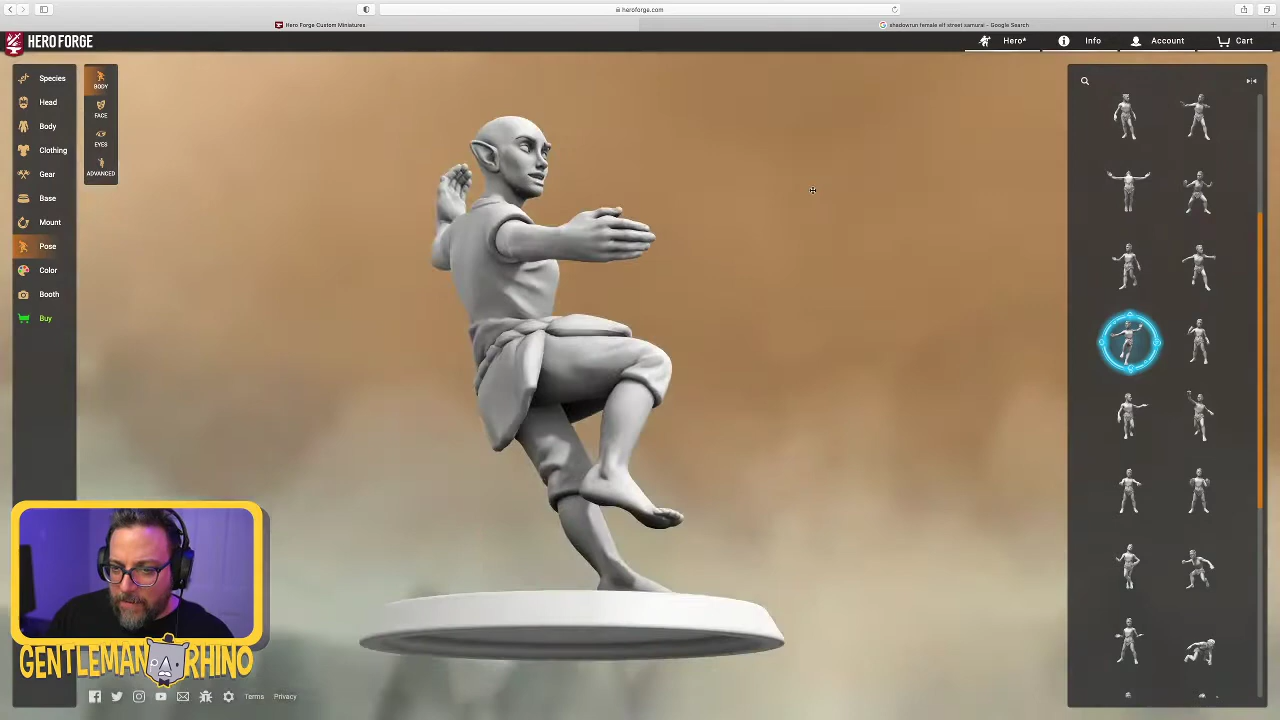 heroforge.com
Hero Forge Custom Miniatures
shadowrun female elf street samurai - Google Search
HERO FORGE
Hero*
Info
Account
Cart
Species
Head
Body
Clothing
Gear
Base
Mount
Pose
Color
Booth
Buy
BODY
FACE
EYES
ADVANCED
GENTLEMAN RHINO
Terms
Privacy